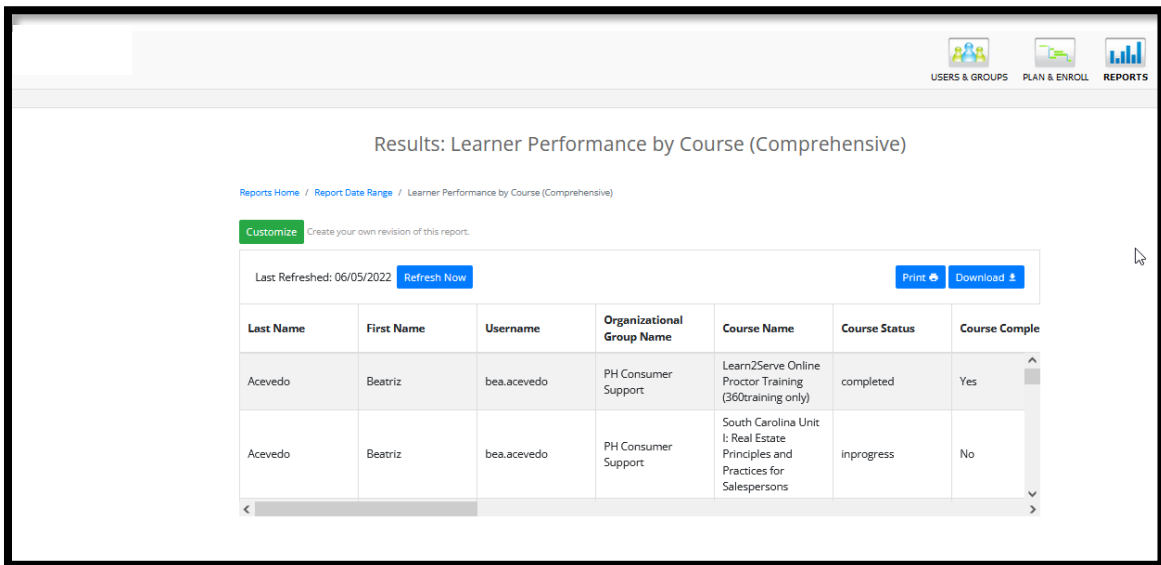 USERS & GROUPS PLAN & ENROLL REPORTS
Results: Learner Performance by Course (Comprehensive)
Reports Home / Report Date Range / Learner Performance by Course (Comprehensive)
Customize Create your own revision of this report.
Last Refreshed: 06/05/2022 Refresh Now Print Download
Last Name First Name Username Organizational Group Name Course Name Course Status Course Comple
Acevedo Beatriz bea.acevedo PH Consumer Support Learn2Serve Online Proctor Training (360training only) completed Yes
Acevedo Beatriz bea.acevedo PH Consumer Support South Carolina Unit I: Real Estate Principles and Practices for Salespersons inprogress No